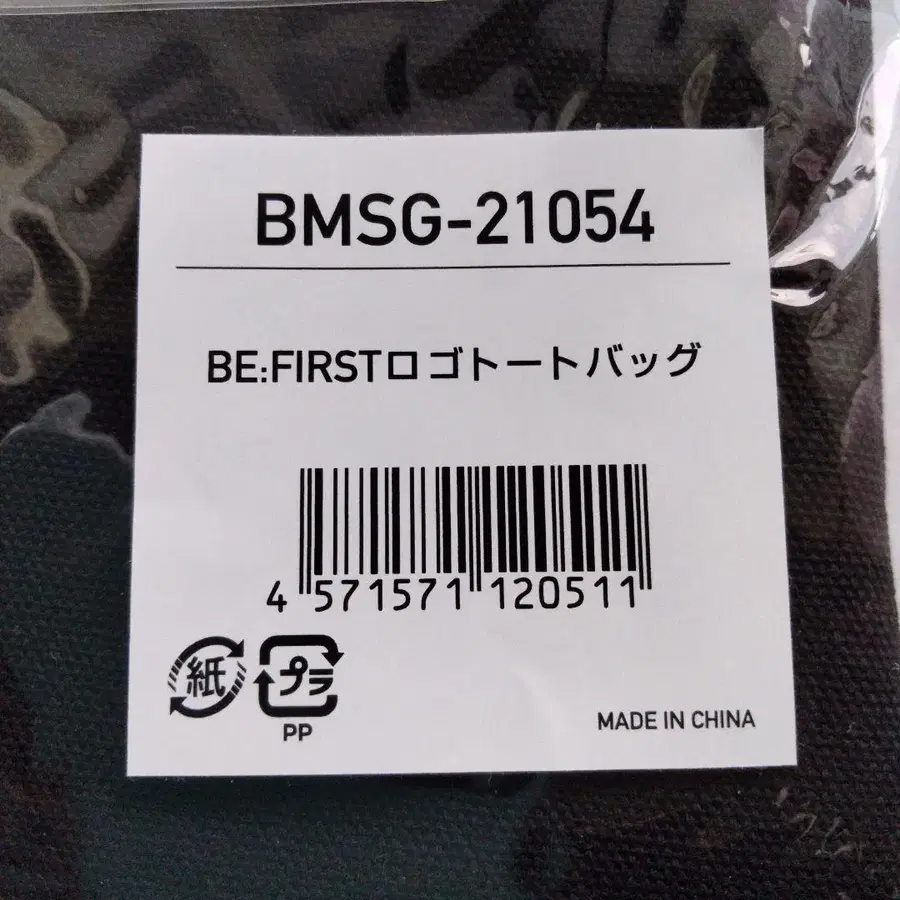 BMSG-21054
BE:FIRSTロゴトートバッグ
4 571571 120511
紙 プラ
PP
MADE IN CHINA